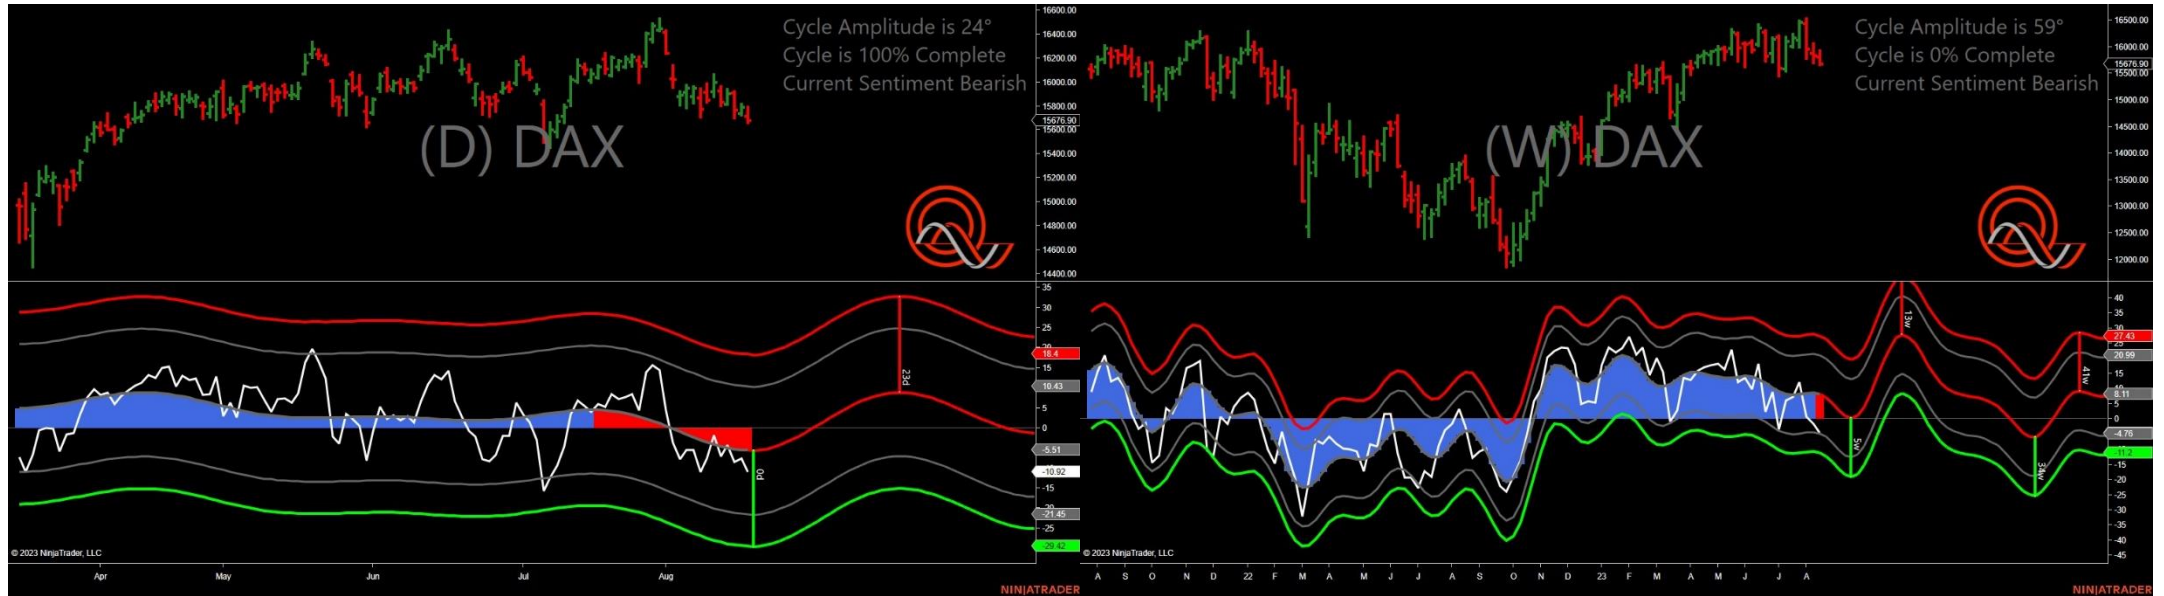 Cycle Amplitude is 24°
Cycle is 100% Complete
Current Sentiment Bearish
(D) DAX
16600.00
16400.00
16200.00
16000.00
15800.00
15676.90
15600.00
15400.00
15200.00
15000.00
14800.00
14600.00
14400.00
35
30
25
18.4
15
10.43
5
0
-5.51
-10.92
-15
-21.45
-25
-29.42
23d
0d
© 2023 NinjaTrader, LLC
Apr May Jun Jul Aug
NINJATRADER
Cycle Amplitude is 59°
Cycle is 0% Complete
Current Sentiment Bearish
(W) DAX
16500.00
16000.00
15676.90
15500.00
15000.00
14500.00
14000.00
13500.00
13000.00
12500.00
12000.00
40
35
27.43
25
20.99
15
8.11
5
0
-4.76
-11.2
-15
-20
-25
-30
-35
-40
-45
13w
41w
5w
34w
© 2023 NinjaTrader, LLC
A S O N D 22 F M A M J J A S O N D 23 F M A M J J A
NINJATRADER